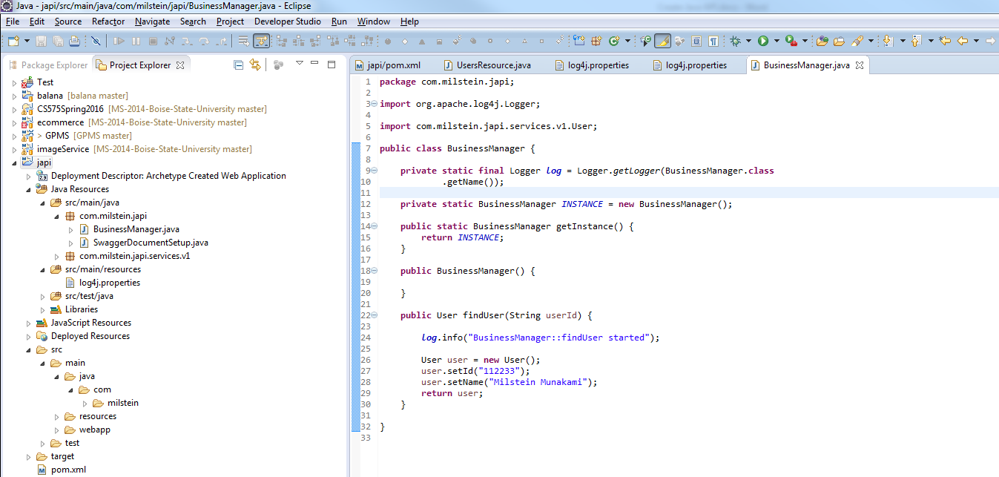 Java - japi/src/main/java/com/milstein/japi/BusinessManager.java - Eclipse
File Edit Source Refactor Navigate Search Project Developer Studio Run Window Help
Package Explorer Project Explorer
Test
balana [balana master]
CS575Spring2016 [MS-2014-Boise-State-University master]
ecommerce [MS-2014-Boise-State-University master]
> GPMS [GPMS master]
imageService [MS-2014-Boise-State-University master]
japi
Deployment Descriptor: Archetype Created Web Application
Java Resources
src/main/java
com.milstein.japi
BusinessManager.java
SwaggerDocumentSetup.java
com.milstein.japi.services.v1
src/main/resources
log4j.properties
src/test/java
Libraries
JavaScript Resources
Deployed Resources
src
main
java
com
milstein
resources
webapp
test
target
pom.xml
japi/pom.xml UsersResource.java log4j.properties log4j.properties BusinessManager.java
1 package com.milstein.japi;
2
3 import org.apache.log4j.Logger;
4
5 import com.milstein.japi.services.v1.User;
6
7 public class BusinessManager {
8
9 private static final Logger log = Logger.getLogger(BusinessManager.class
10 .getName());
11
12 private static BusinessManager INSTANCE = new BusinessManager();
13
14 public static BusinessManager getInstance() {
15 return INSTANCE;
16 }
17
18 public BusinessManager() {
19
20 }
21
22 public User findUser(String userId) {
23
24 log.info("BusinessManager::findUser started");
25
26 User user = new User();
27 user.setId("112233");
28 user.setName("Milstein Munakami");
29 return user;
30 }
31
32 }
33